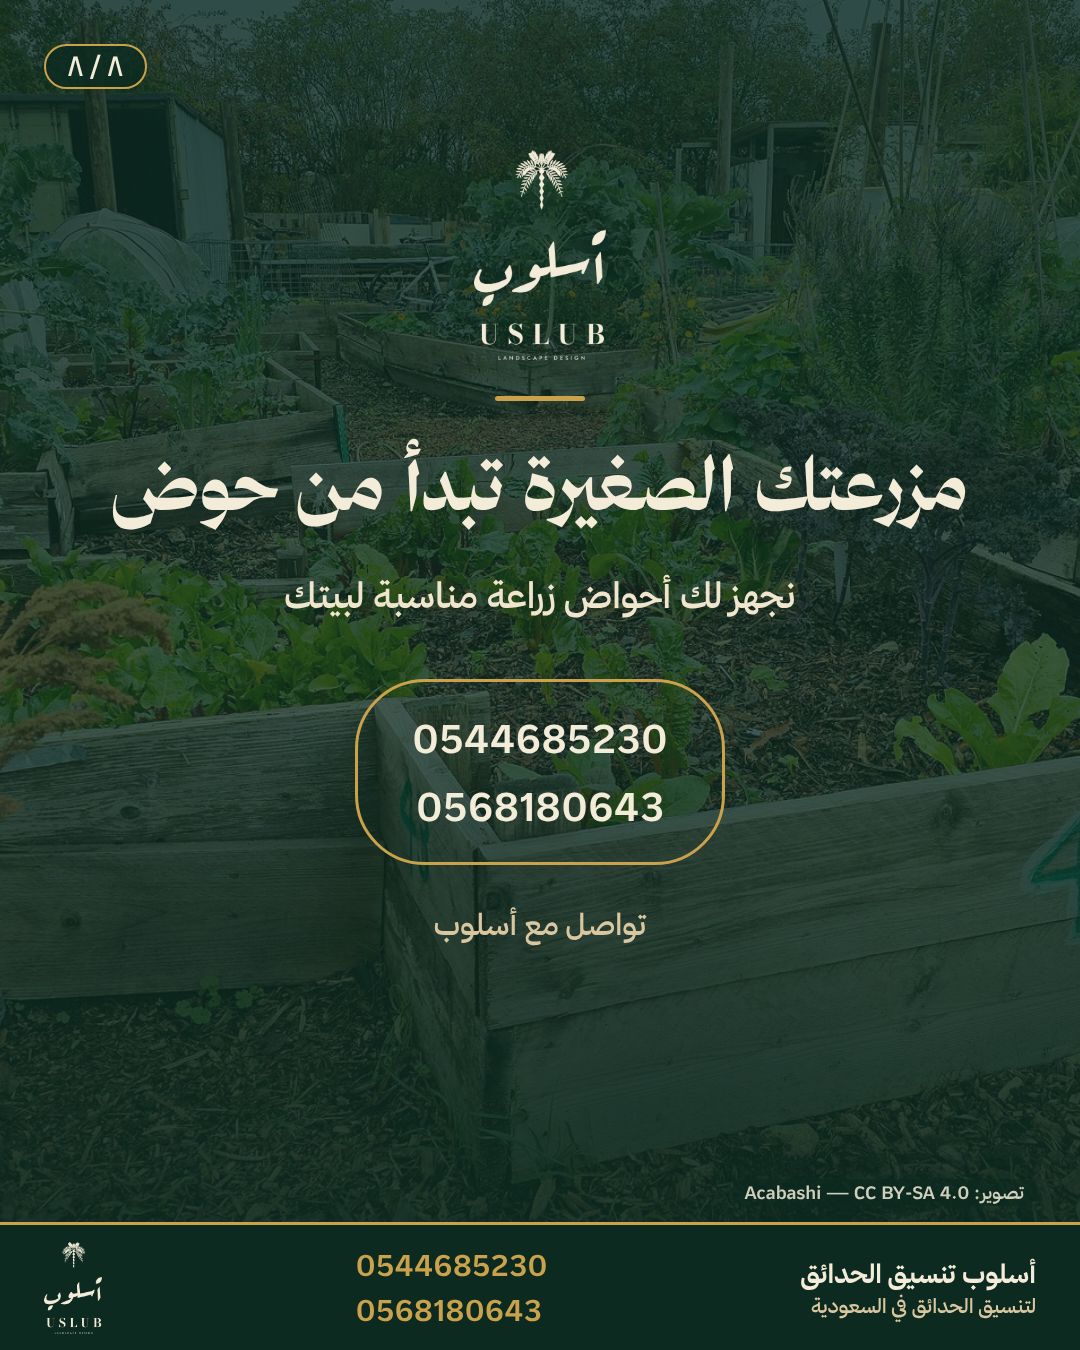 ٨/٨
أسلوب
USLUB
LANDSCAPE DESIGN
مزرعتك الصغيرة تبدأ من حوض
نجهز لك أحواض زراعة مناسبة لبيتك
0544685230
0568180643
تواصل مع أسلوب
تصوير: Acabashi — CC BY-SA 4.0
أسلوب تنسيق الحدائق
لتنسيق الحدائق في السعودية
0544685230
0568180643
أسلوب
USLUB
LANDSCAPE DESIGN